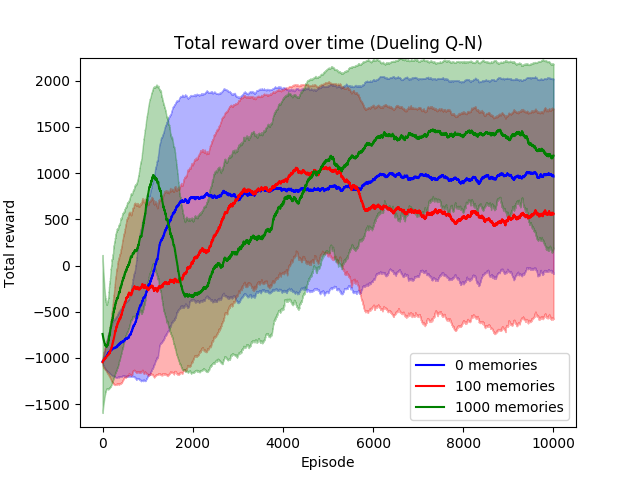 Total reward over time (Dueling Q-N)
Total reward
2000
1500
1000
500
0
−500
−1000
−1500
0 memories
100 memories
1000 memories
0 2000 4000 6000 8000 10000
Episode